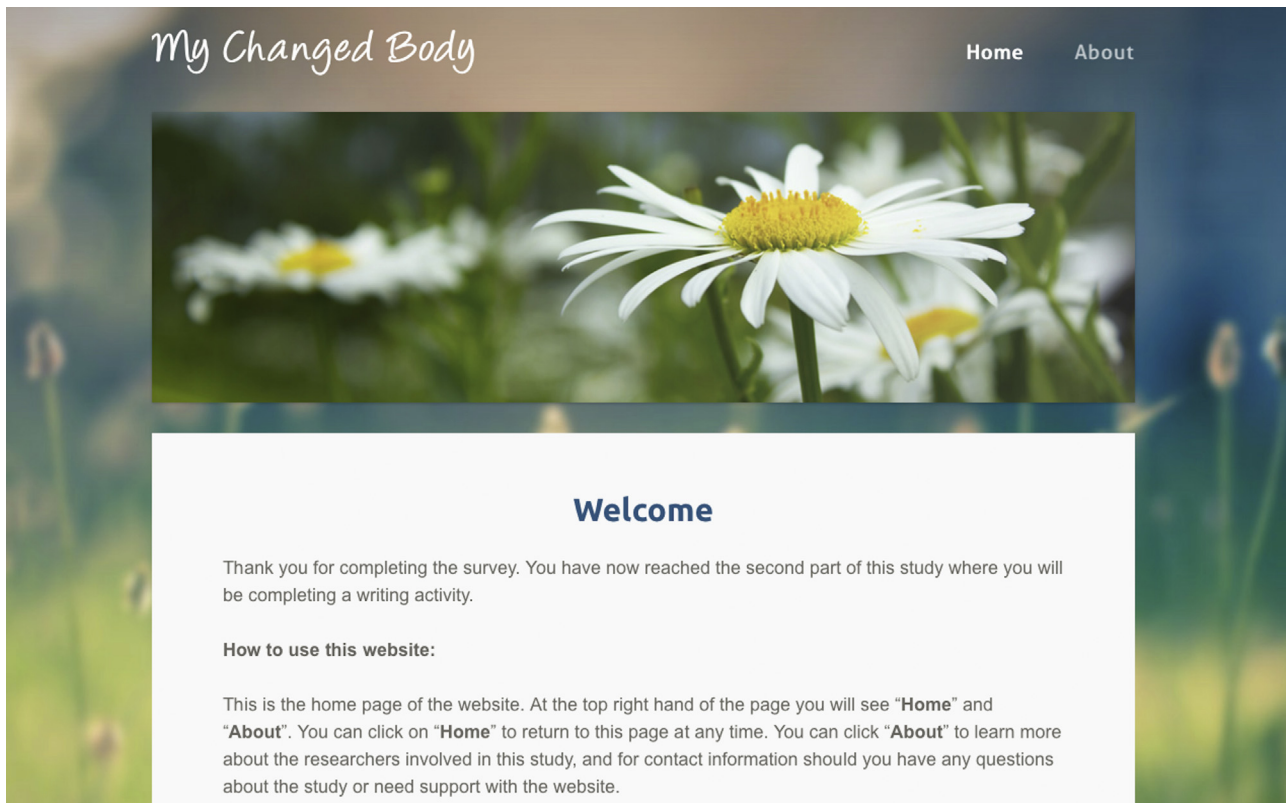 My Changed Body
Home About
Welcome
Thank you for completing the survey. You have now reached the second part of this study where you will
be completing a writing activity.
How to use this website:
This is the home page of the website. At the top right hand of the page you will see “Home” and
“About”. You can click on “Home” to return to this page at any time. You can click “About” to learn more
about the researchers involved in this study, and for contact information should you have any questions
about the study or need support with the website.